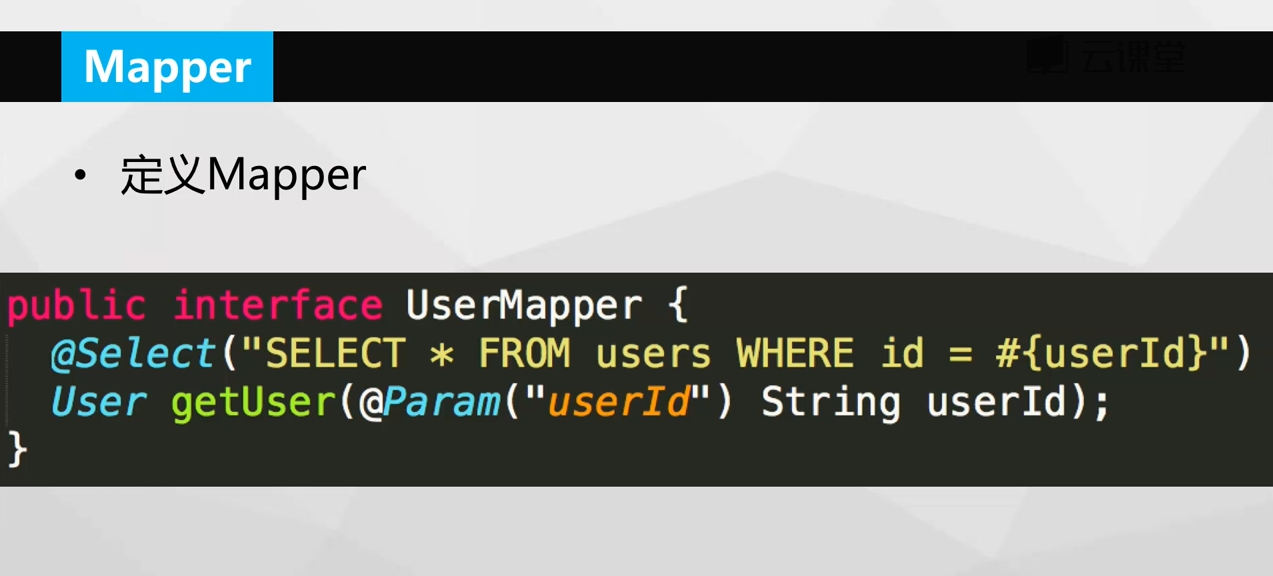 Mapper
云课堂
• 定义Mapper
public interface UserMapper {
@Select("SELECT * FROM users WHERE id = #{userId}")
User getUser(@Param("userId") String userId);
}